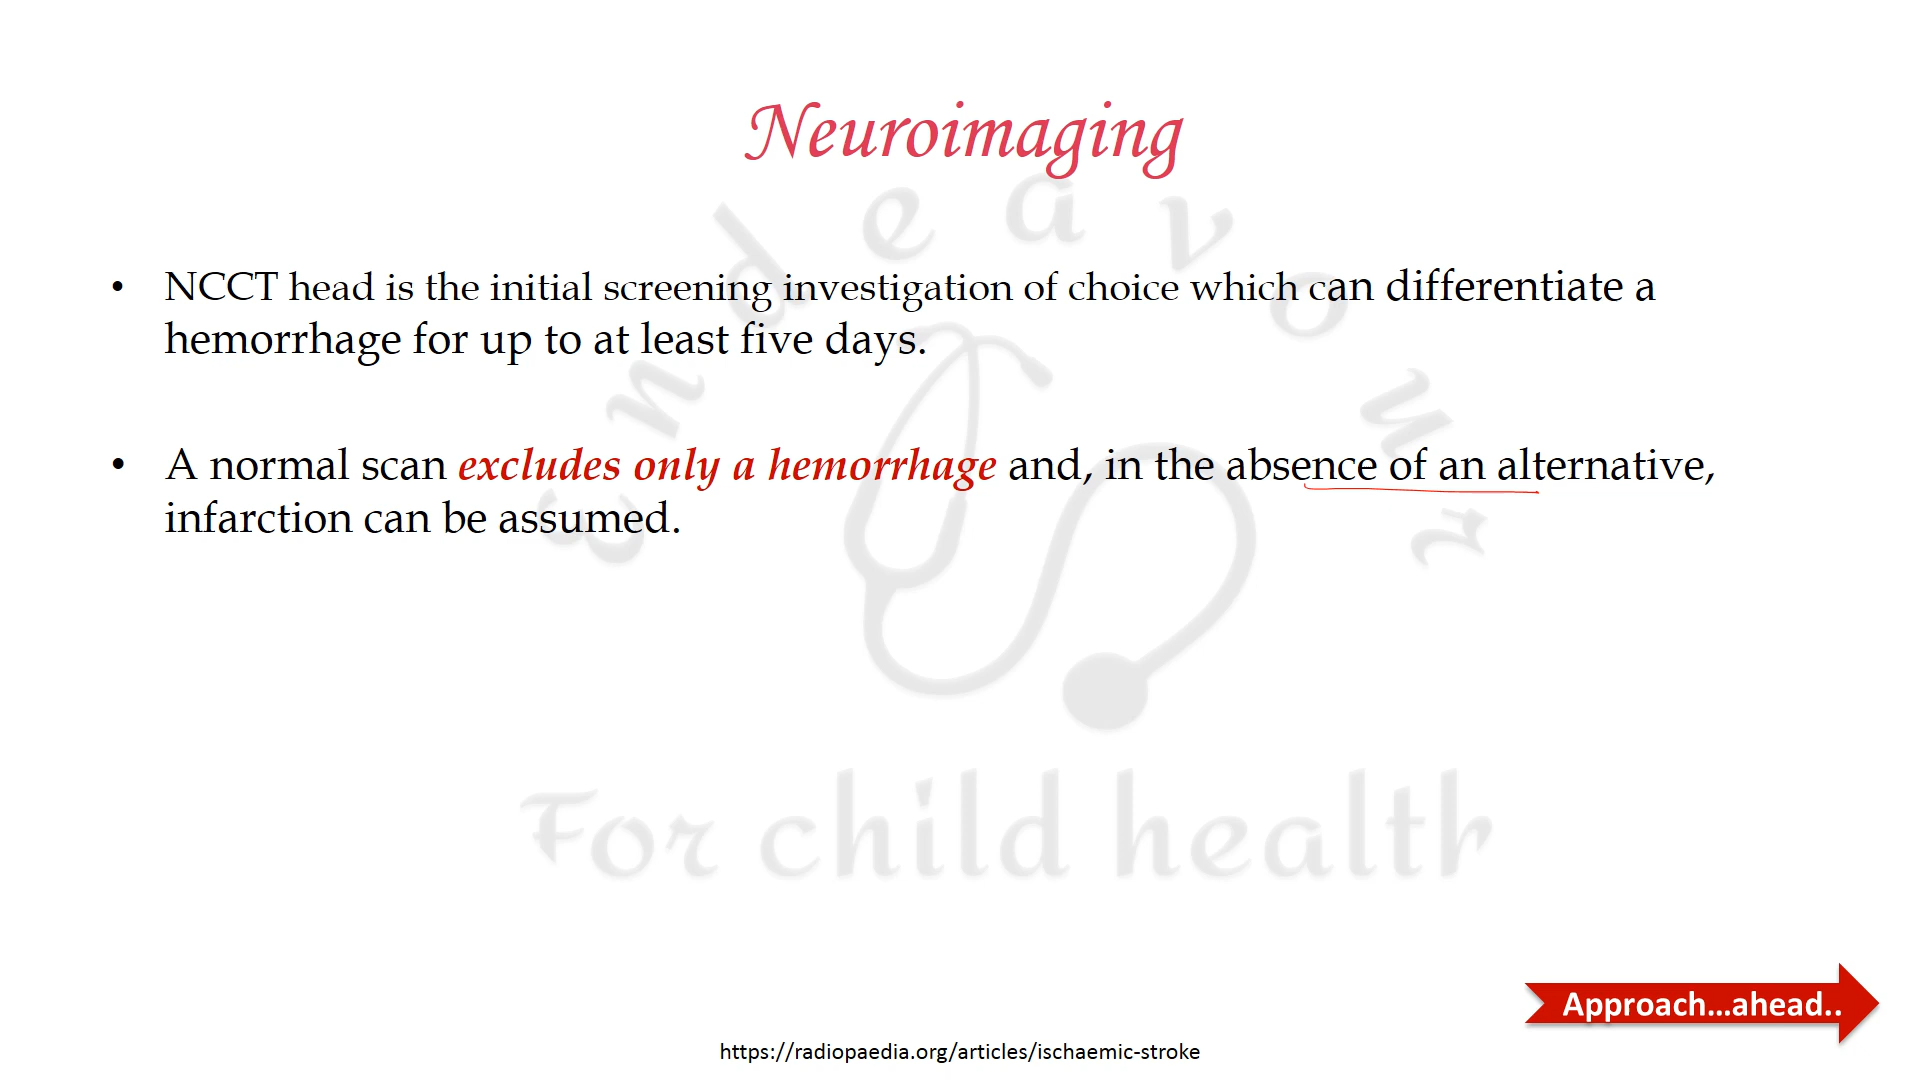 Neuroimaging
Endeavour
• NCCT head is the initial screening investigation of choice which can differentiate a
hemorrhage for up to at least five days.
• A normal scan excludes only a hemorrhage and, in the absence of an alternative,
infarction can be assumed.
For child health
Approach...ahead..
https://radiopaedia.org/articles/ischaemic-stroke